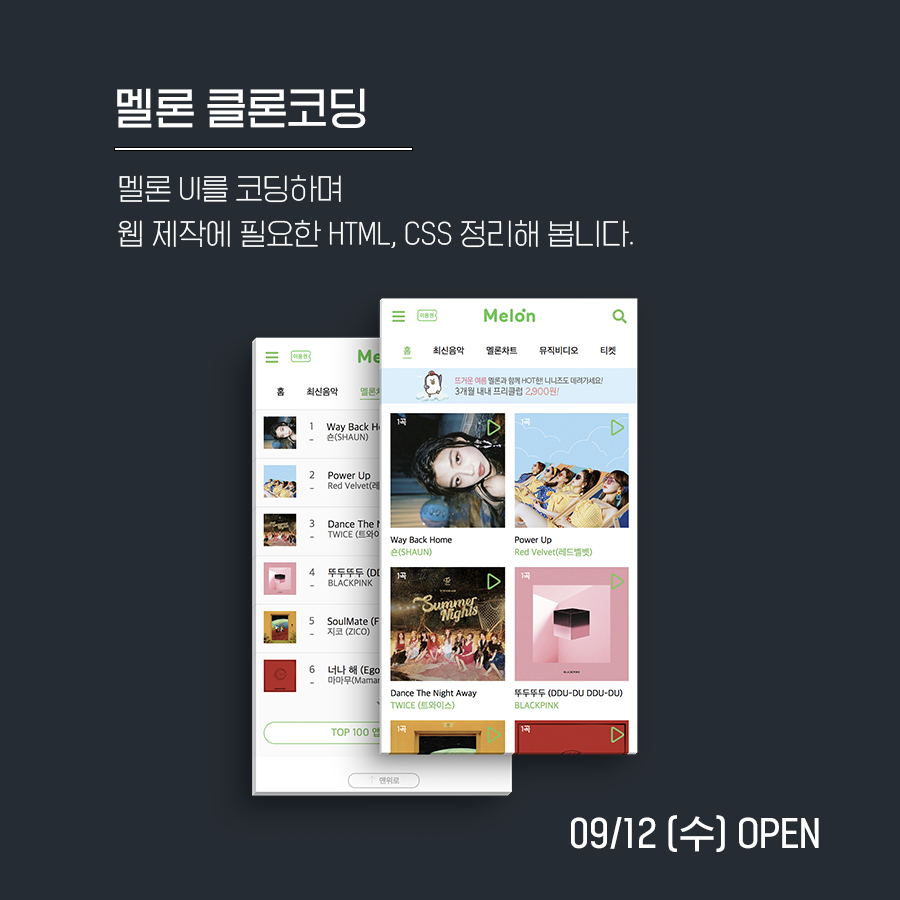 멜론 클론코딩
멜론 UI를 코딩하며
웹 제작에 필요한 HTML, CSS 정리해 봅니다.
이용권
Melon
홈 최신음악 멜론차트 뮤직비디오 티켓
뜨거운 여름 멜론과 함께 HOT한! 니니즈도 데려가세요!
3개월 내내 프리클럽 2,900원!
1곡
1곡
Way Back Home
숀(SHAUN)
Power Up
Red Velvet(레드벨벳)
1곡
1곡
Summer Nights
BLACKPINK
Dance The Night Away
TWICE (트와이스)
뚜두뚜두 (DDU-DU DDU-DU)
BLACKPINK
1곡
1곡
이용권
Me
홈 최신음악 멜론차
1 Way Back H
숀(SHAUN)
2 Power Up
Red Velvet(레
3 Dance The N
TWICE (트와이
4 뚜두뚜두 (DD
BLACKPINK
5 SoulMate (F
지코 (ZICO)
6 너나 해 (Ego
마마무(Mamar
TOP 100 앱
↑ 맨위로
09/12 (수) OPEN